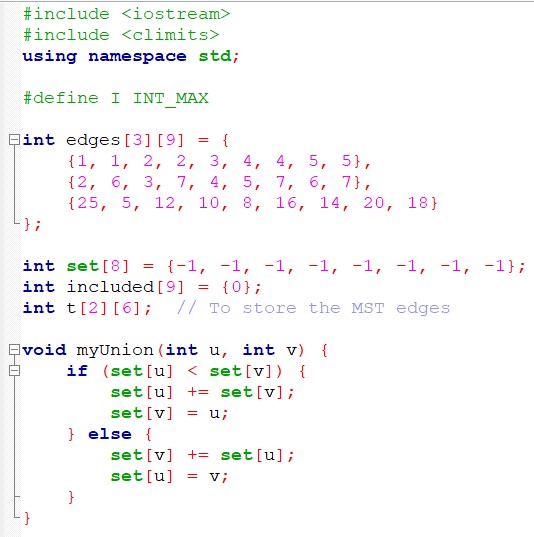 #include <iostream>
#include <climits>
using namespace std;
#define I INT_MAX
int edges[3][9] = {
    {1, 1, 2, 2, 3, 4, 4, 5, 5},
    {2, 6, 3, 7, 4, 5, 7, 6, 7},
    {25, 5, 12, 10, 8, 16, 14, 20, 18}
};
int set[8] = {-1, -1, -1, -1, -1, -1, -1, -1};
int included[9] = {0};
int t[2][6];  // To store the MST edges
void myUnion(int u, int v) {
    if (set[u] < set[v]) {
        set[u] += set[v];
        set[v] = u;
    } else {
        set[v] += set[u];
        set[u] = v;
    }
}